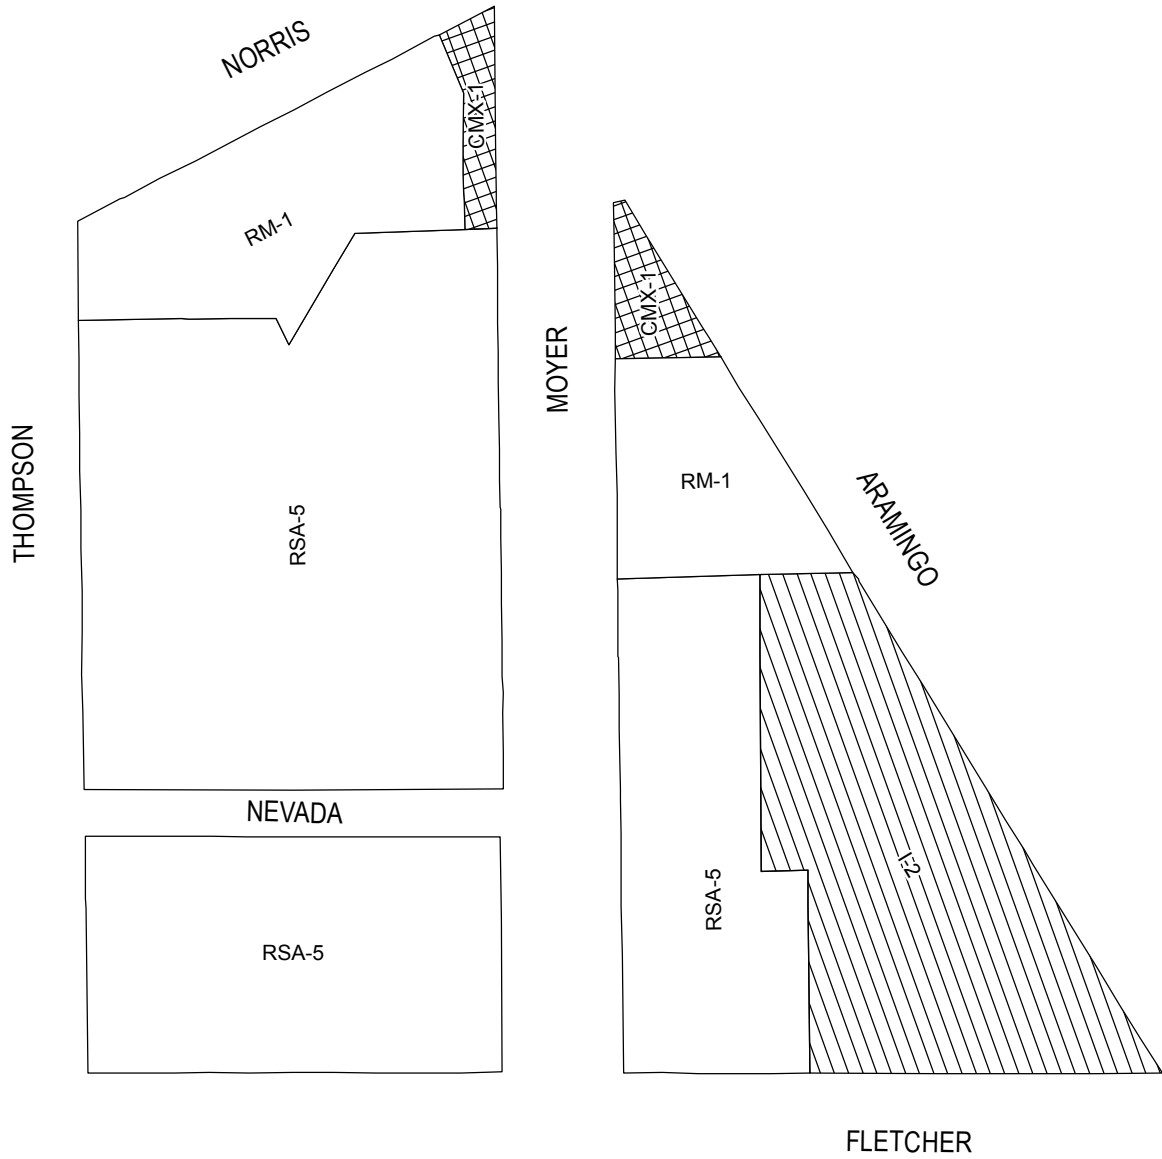 NORRIS
CMX-1
RM-1
CMX-1
MOYER
THOMPSON
RM-1
ARAMINGO
RSA-5
NEVADA
I-2
RSA-5
RSA-5
FLETCHER